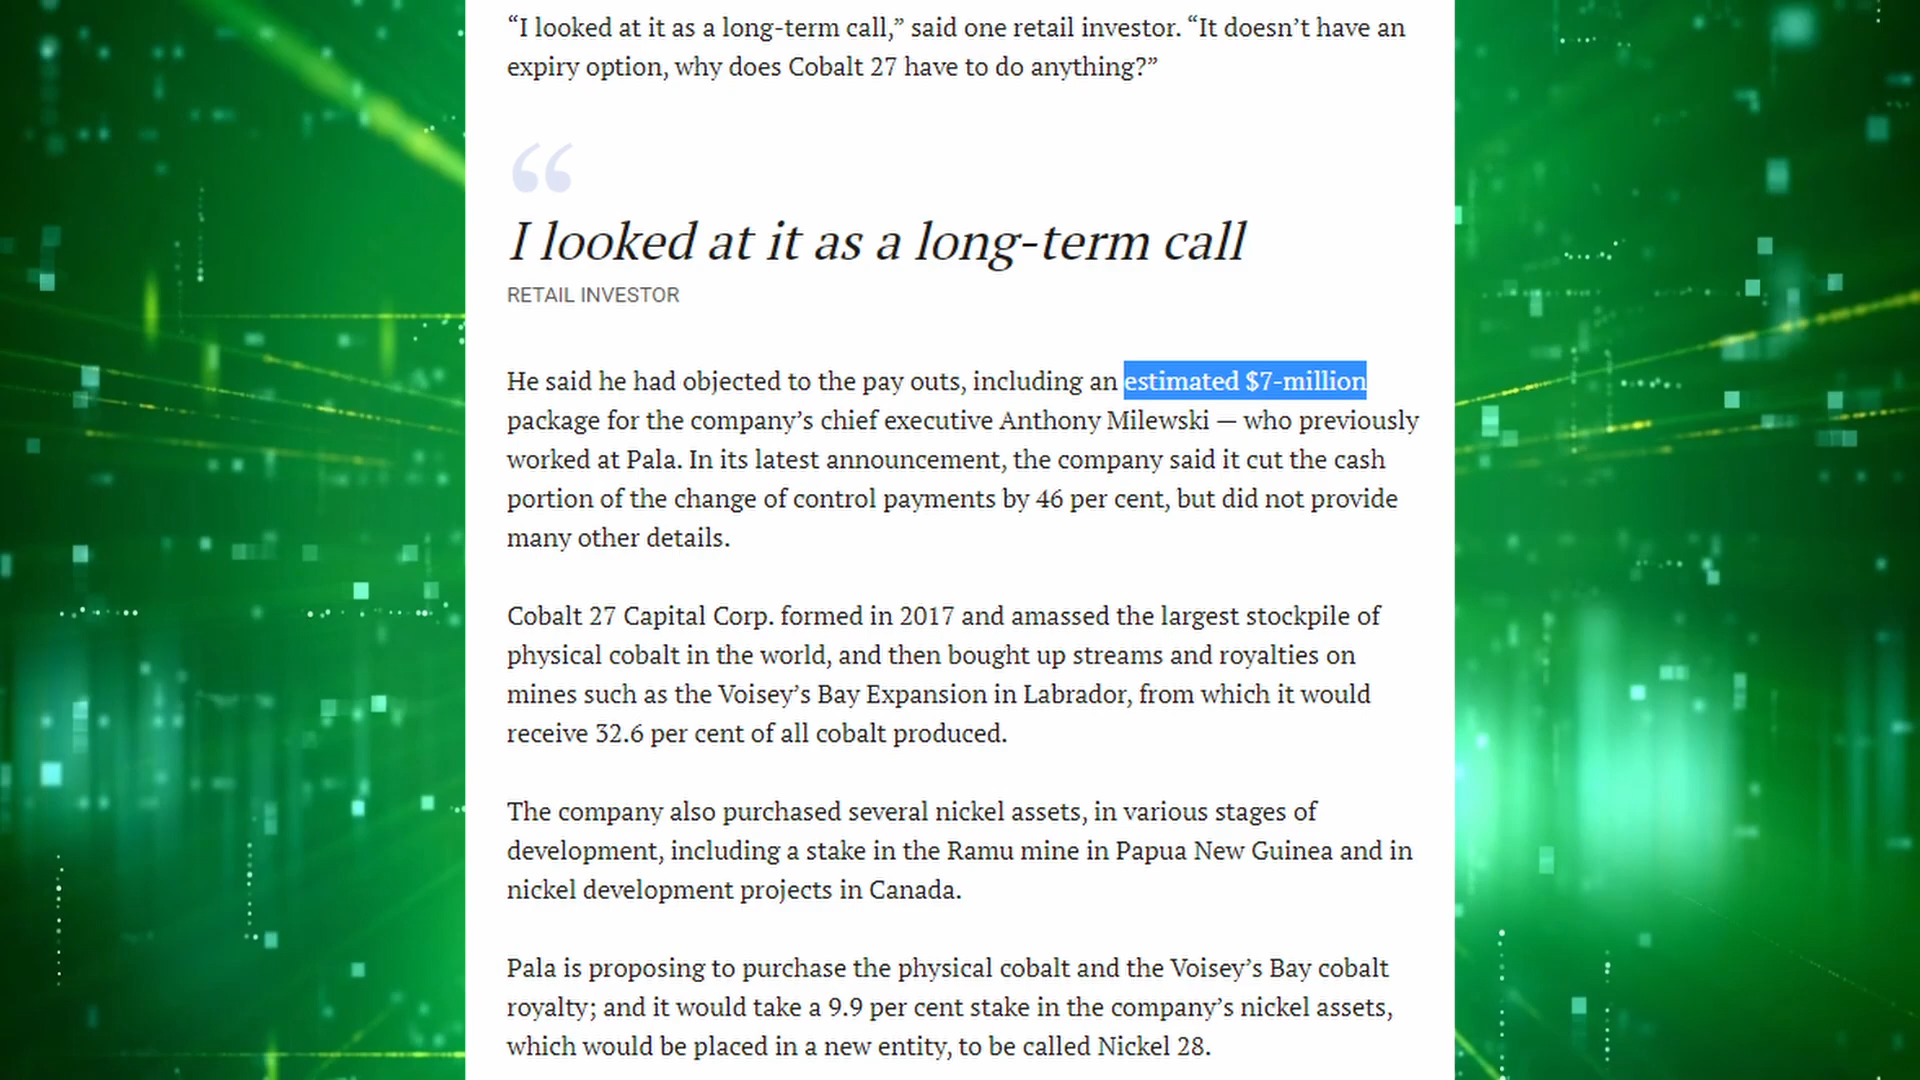 “I looked at it as a long-term call,” said one retail investor. “It doesn’t have an
expiry option, why does Cobalt 27 have to do anything?”
“
I looked at it as a long-term call
RETAIL INVESTOR
He said he had objected to the pay outs, including an estimated $7-million
package for the company’s chief executive Anthony Milewski — who previously
worked at Pala. In its latest announcement, the company said it cut the cash
portion of the change of control payments by 46 per cent, but did not provide
many other details.
Cobalt 27 Capital Corp. formed in 2017 and amassed the largest stockpile of
physical cobalt in the world, and then bought up streams and royalties on
mines such as the Voisey’s Bay Expansion in Labrador, from which it would
receive 32.6 per cent of all cobalt produced.
The company also purchased several nickel assets, in various stages of
development, including a stake in the Ramu mine in Papua New Guinea and in
nickel development projects in Canada.
Pala is proposing to purchase the physical cobalt and the Voisey’s Bay cobalt
royalty; and it would take a 9.9 per cent stake in the company’s nickel assets,
which would be placed in a new entity, to be called Nickel 28.